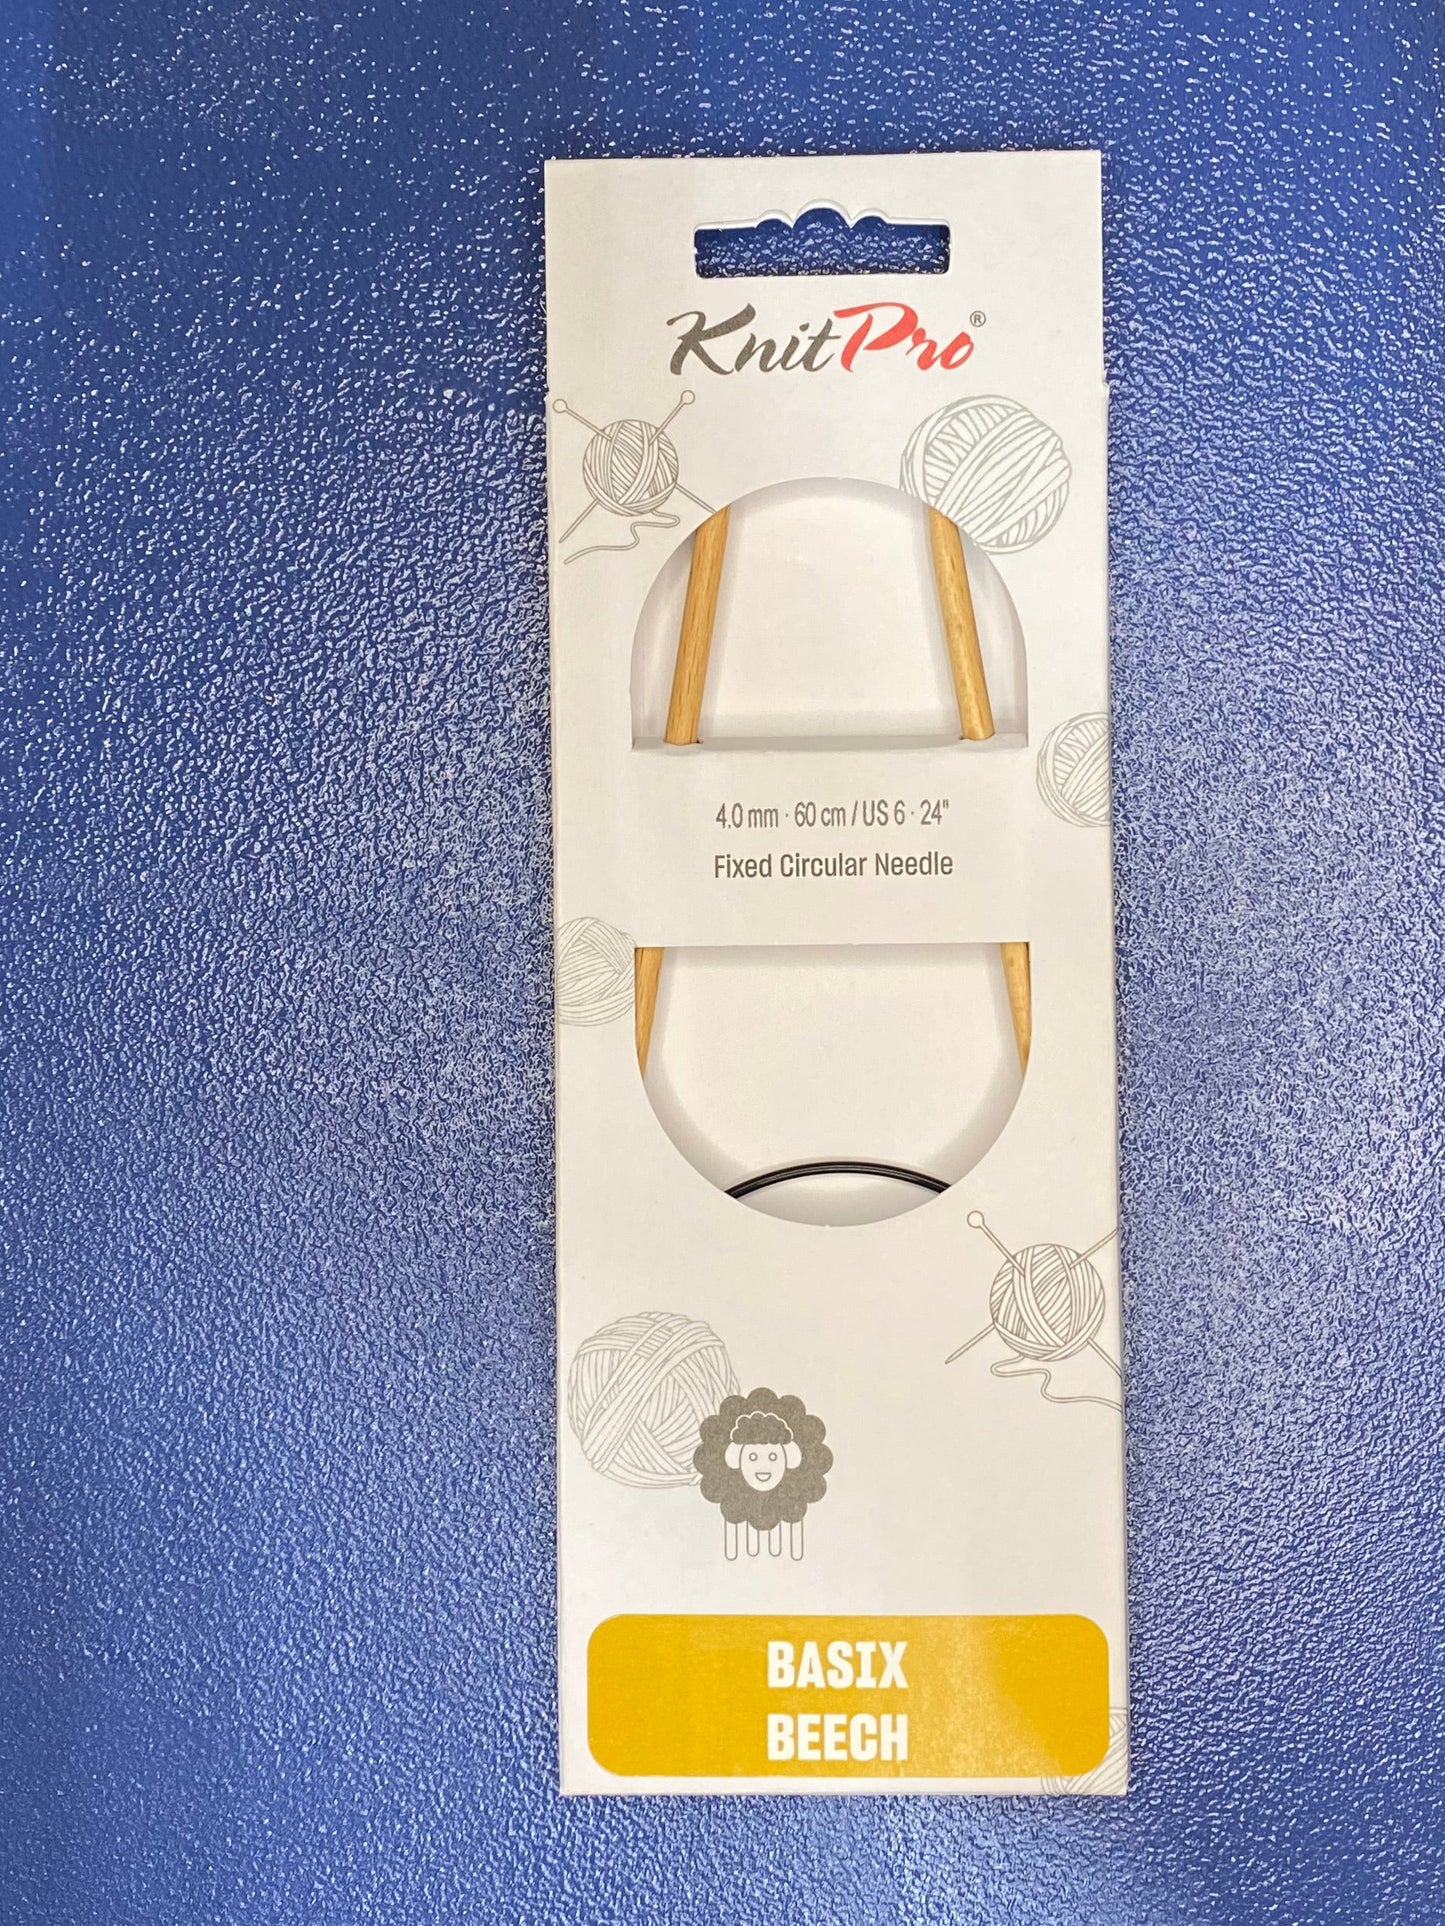 KnitPro®
4.0 mm · 60 cm / US 6 · 24"
Fixed Circular Needle
BASIX
BEECH